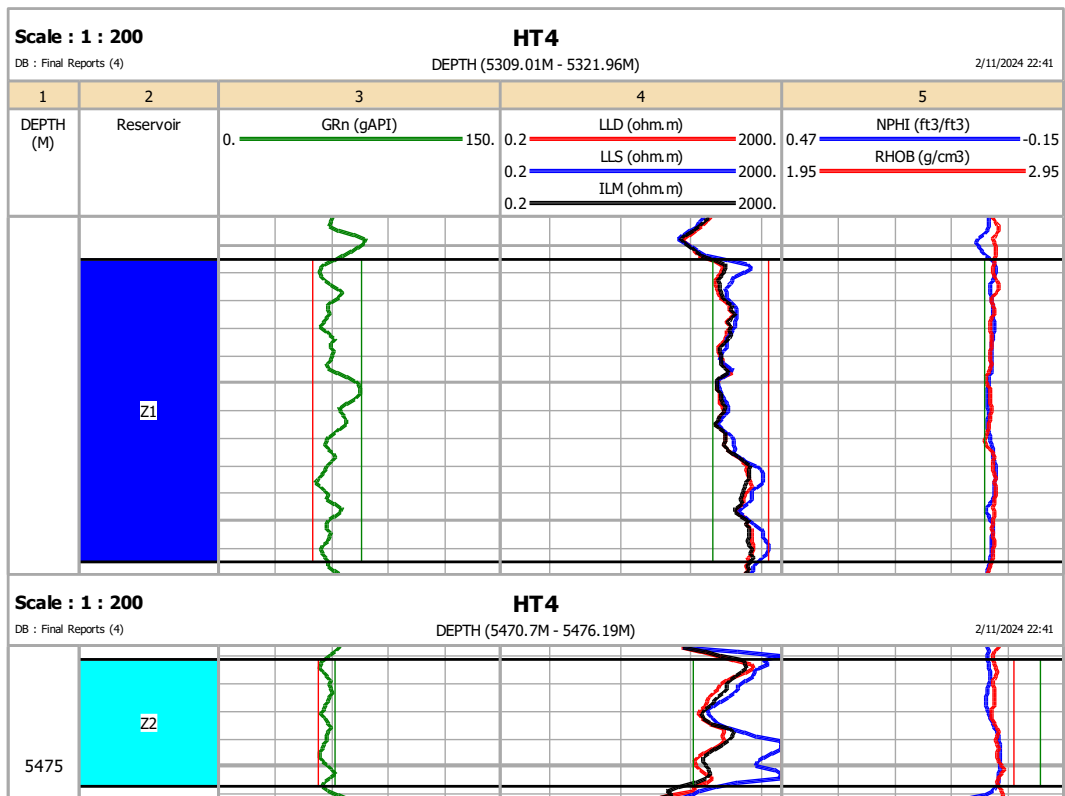 Scale : 1 : 200
HT4
DB : Final Reports (4)
DEPTH (5309.01M - 5321.96M)
2/11/2024 22:41
1 2 3 4 5
DEPTH (M)
Reservoir
0. GRn (gAPI) 150.
0.2 LLD (ohm.m) 2000.
0.2 LLS (ohm.m) 2000.
0.2 ILM (ohm.m) 2000.
0.47 NPHI (ft3/ft3) -0.15
1.95 RHOB (g/cm3) 2.95
Z1
Scale : 1 : 200
HT4
DB : Final Reports (4)
DEPTH (5470.7M - 5476.19M)
2/11/2024 22:41
Z2
5475